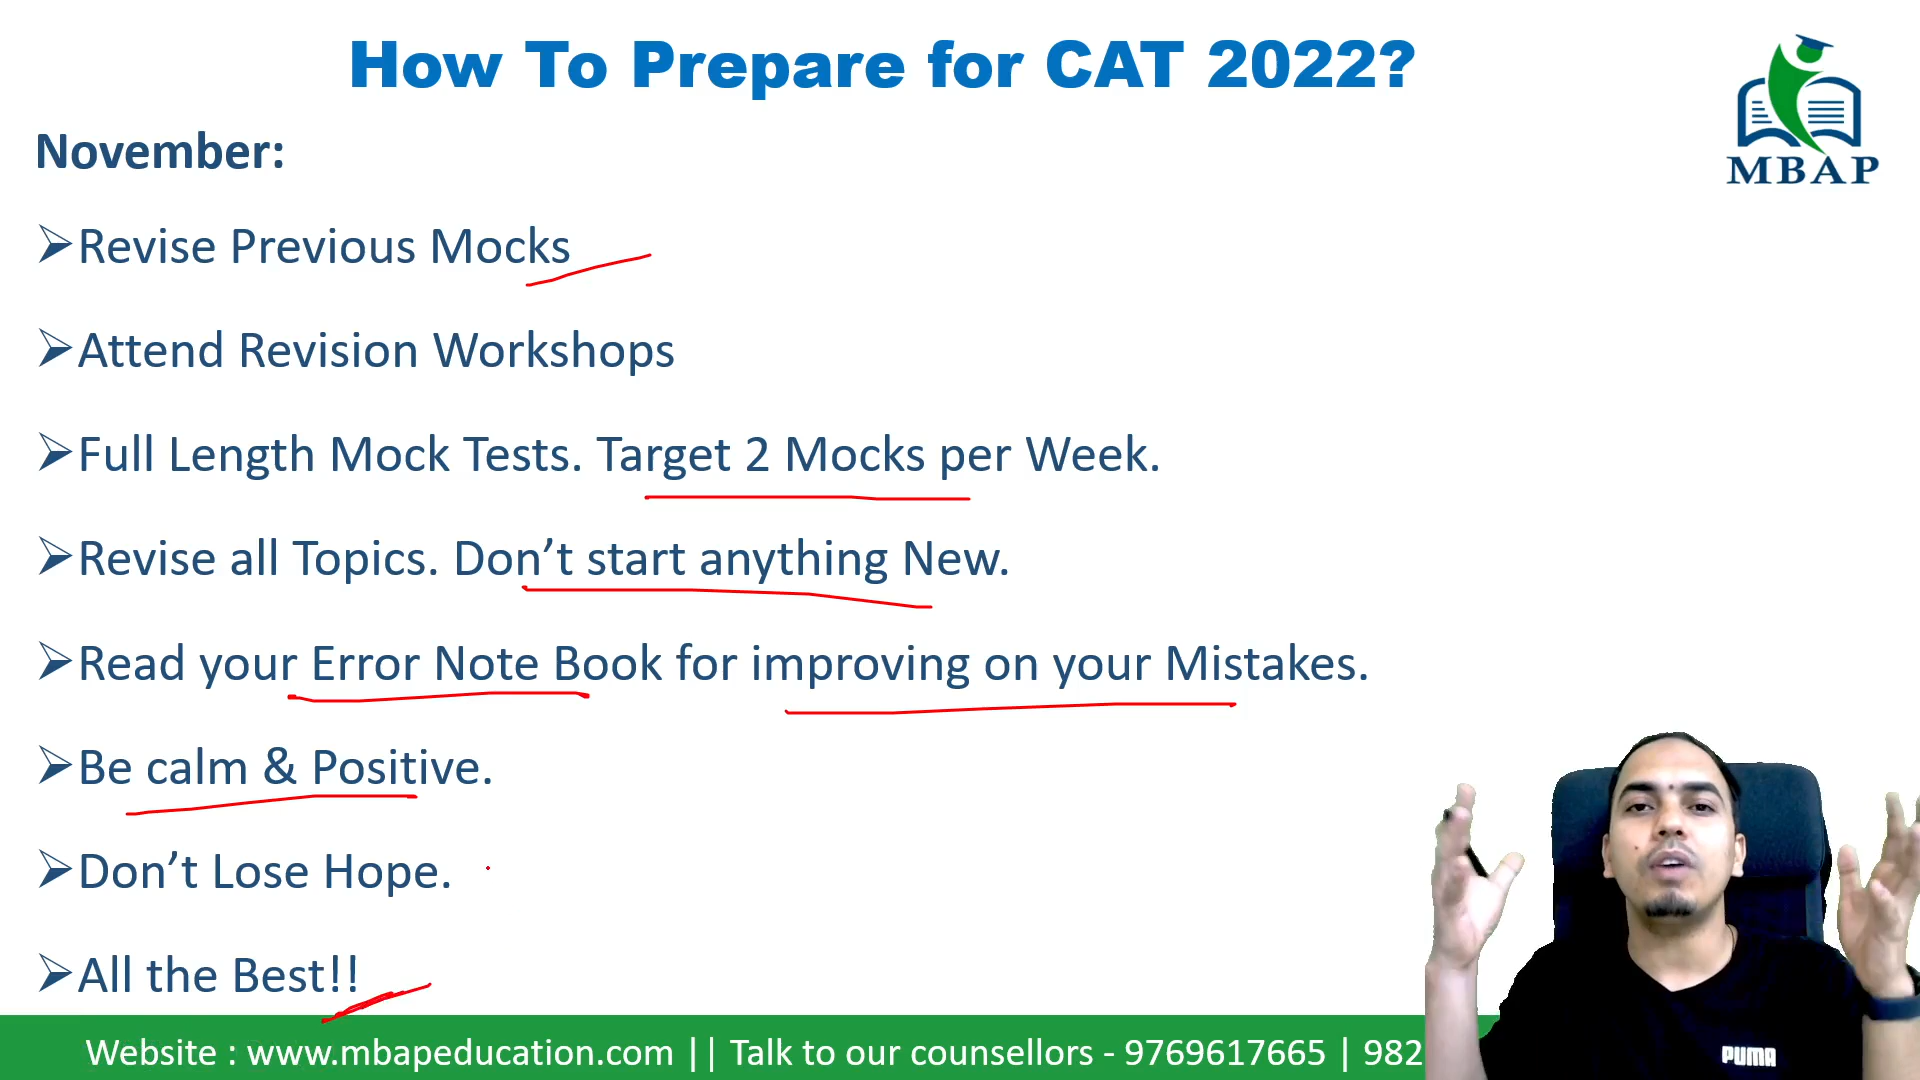 How To Prepare for CAT 2022?
MBAP
November:
➢Revise Previous Mocks
➢Attend Revision Workshops
➢Full Length Mock Tests. Target 2 Mocks per Week.
➢Revise all Topics. Don’t start anything New.
➢Read your Error Note Book for improving on your Mistakes.
➢Be calm & Positive.
➢Don’t Lose Hope.
➢All the Best!!
Website : www.mbapeducation.com || Talk to our counsellors - 9769617665 | 982
PUMA